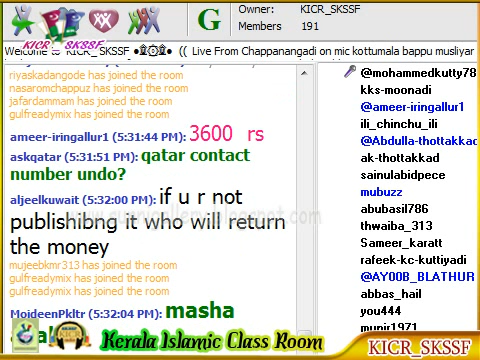 Owner: KICR_SKSSF
G
Members 191
KICR_SKSSF
Welcome to KICR_SKSSF (( Live From Chappanangadi on mic kottumala bappu musliyar
riyaskadangode has joined the room
nasaromchappuz has joined the room
jafardammam has joined the room
gulfreadymix has joined the room
ameer-iringallur1 (5:31:44 PM): 3600 rs
askqatar (5:31:51 PM): qatar contact
number undo?
aljeelkuwait (5:32:00 PM): if u r not
publishibng it who will return
the money
mujeebkmr313 has joined the room
gulfreadymix has joined the room
gulfreadymix has joined the room
MoideenPkltr (5:32:04 PM): masha
@mohammedkutty78
kks-moonadi
@ameer-iringallur1
ili_chinchu_ili
@Abdulla-thottakkad
ak-thottakkad
sainulabidpece
mubuzz
abubasil786
thwaiba_313
Sameer_karatt
rafeek-kc-kuttiyadi
@AY00B_BLATHUR
abbas_hail
you444
munir1971
Kerala Islamic Class Room
KICR_SKSSF